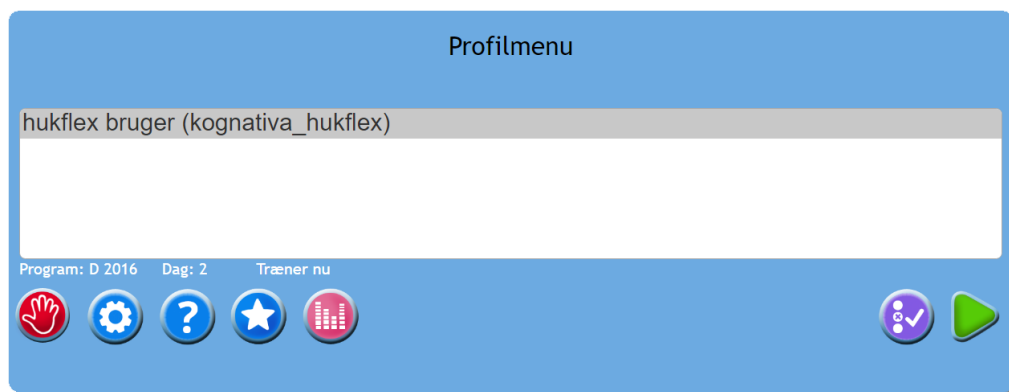 Profilmenu
hukflex bruger (kognativa_hukflex)
Program: D 2016 Dag: 2 Træner nu
?